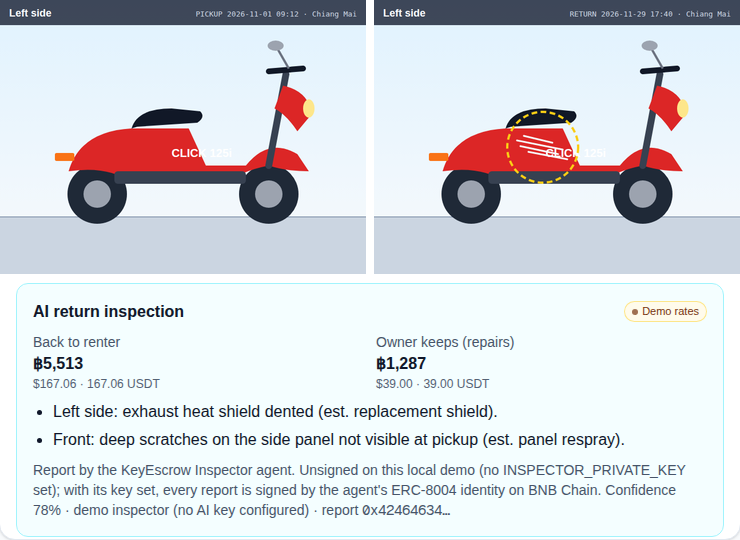 Left side
PICKUP 2026-11-01 09:12 · Chiang Mai
CLICK 125i
Left side
RETURN 2026-11-29 17:40 · Chiang Mai
CLICK 125i
AI return inspection
Demo rates
Back to renter
฿5,513
$167.06 · 167.06 USDT
Owner keeps (repairs)
฿1,287
$39.00 · 39.00 USDT
• Left side: exhaust heat shield dented (est. replacement shield).
• Front: deep scratches on the side panel not visible at pickup (est. panel respray).
Report by the KeyEscrow Inspector agent. Unsigned on this local demo (no INSPECTOR_PRIVATE_KEY
set); with its key set, every report is signed by the agent's ERC-8004 identity on BNB Chain. Confidence
78% · demo inspector (no AI key configured) · report 0x42464634…